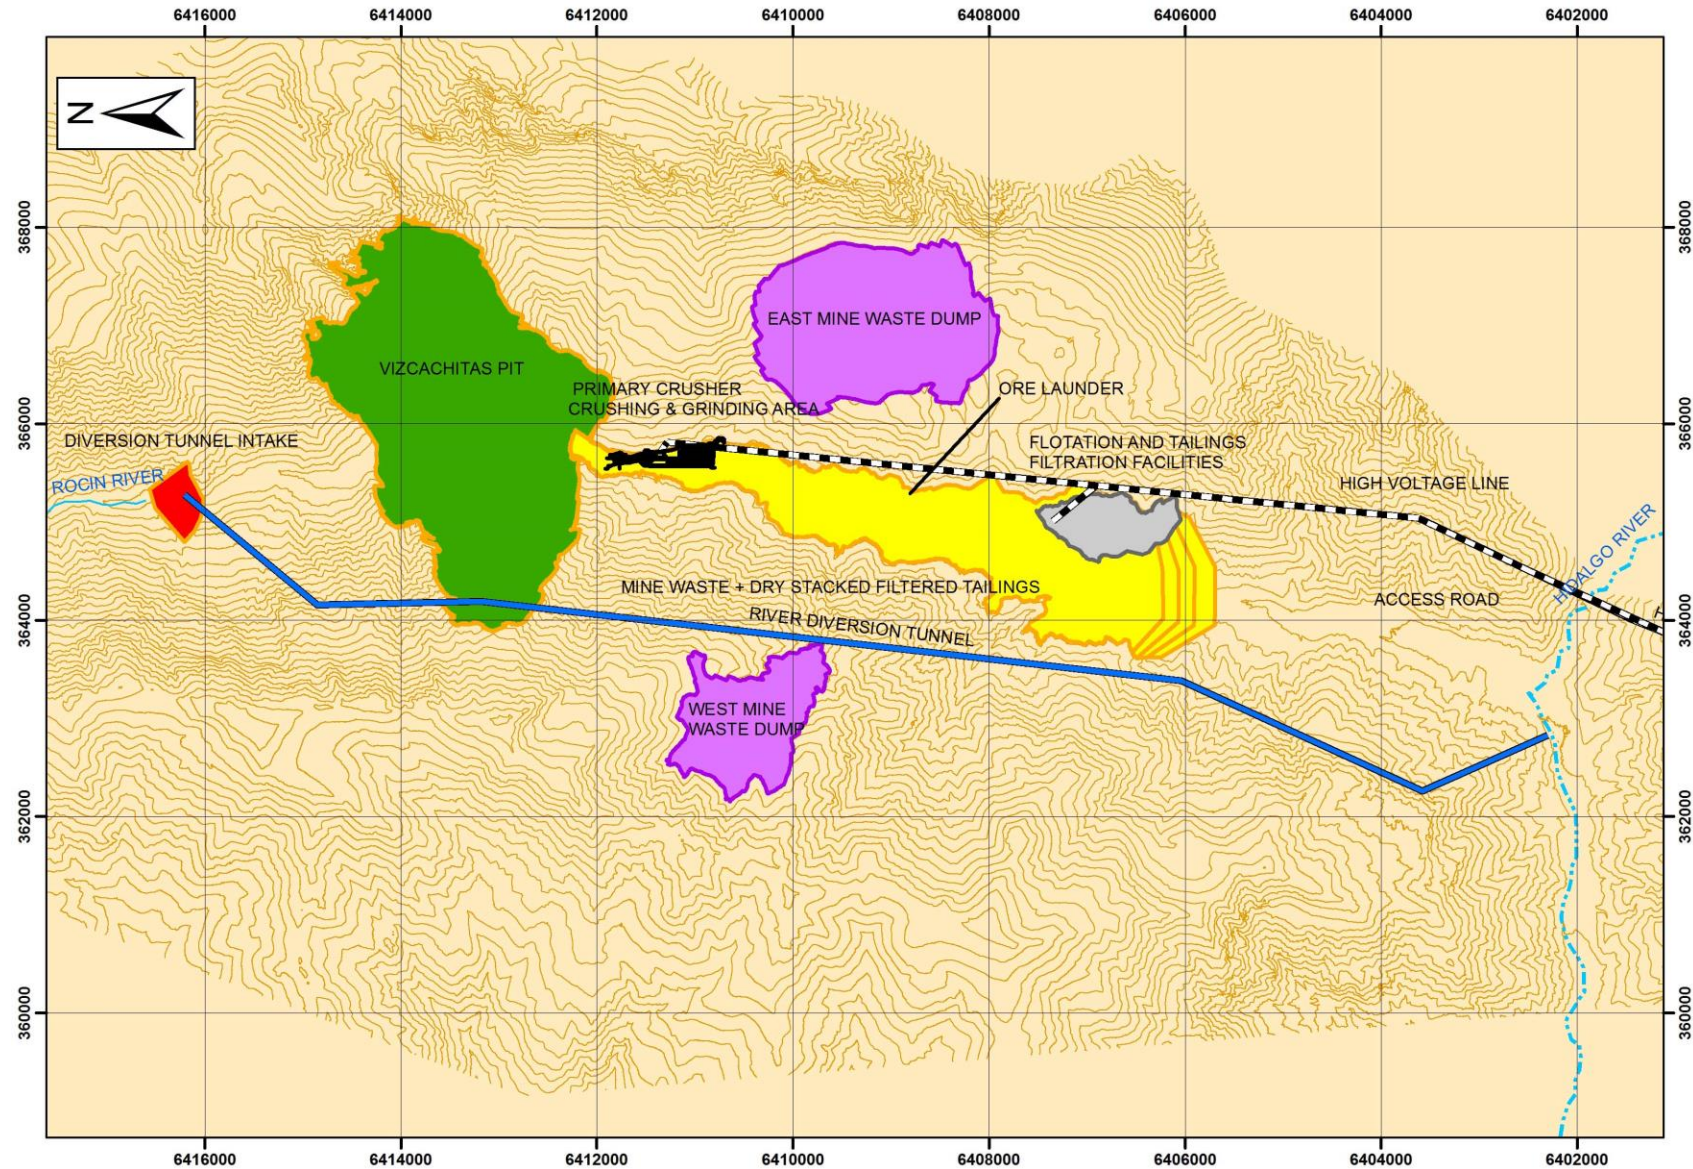 6416000 6414000 6412000 6410000 6408000 6406000 6404000 6402000
N
368000 368000
EAST MINE WASTE DUMP
VIZCACHITAS PIT
PRIMARY CRUSHER
CRUSHING & GRINDING AREA
ORE LAUNDER
366000 366000
DIVERSION TUNNEL INTAKE
FLOTATION AND TAILINGS
FILTRATION FACILITIES
ROCIN RIVER
HIGH VOLTAGE LINE
HIDALGO RIVER
MINE WASTE + DRY STACKED FILTERED TAILINGS
ACCESS ROAD
364000 364000
RIVER DIVERSION TUNNEL
WEST MINE
WASTE DUMP
362000 362000
360000 360000
6416000 6414000 6412000 6410000 6408000 6406000 6404000 6402000